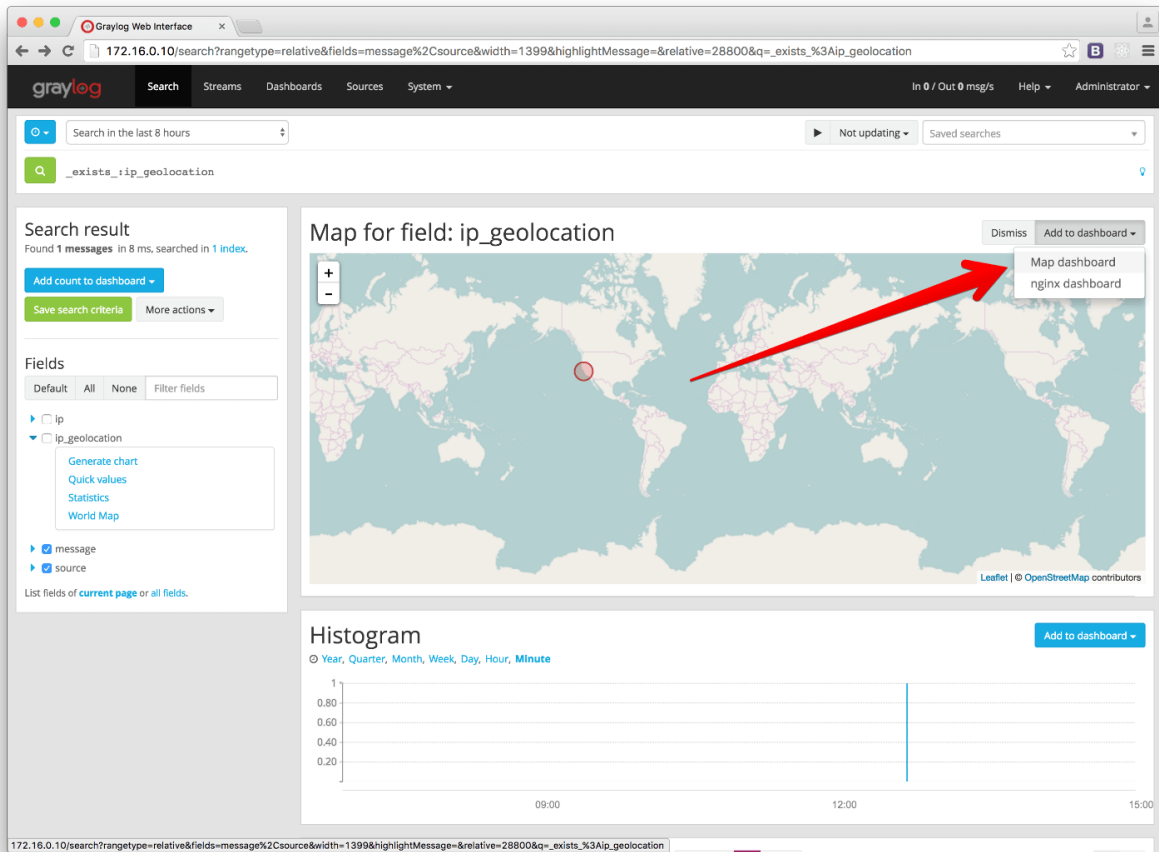 Graylog Web Interface
172.16.0.10/search?rangetype=relative&fields=message%2Csource&width=1399&highlightMessage=&relative=28800&q=_exists_%3Aip_geolocation
B
graylog Search Streams Dashboards Sources System In 0 / Out 0 msg/s Help Administrator
Search in the last 8 hours Not updating Saved searches
_exists_:ip_geolocation
Search result
Found 1 messages in 8 ms, searched in 1 index.
Add count to dashboard
Save search criteria More actions
Fields
Default All None Filter fields
ip
ip_geolocation
Generate chart
Quick values
Statistics
World Map
message
source
List fields of current page or all fields.
Map for field: ip_geolocation
Dismiss Add to dashboard
Map dashboard
nginx dashboard
+
-
Leaflet | © OpenStreetMap contributors
Histogram
Add to dashboard
Year, Quarter, Month, Week, Day, Hour, Minute
1
0.80
0.60
0.40
0.20
09:00 12:00 15:00
172.16.0.10/search?rangetype=relative&fields=message%2Csource&width=1399&highlightMessage=&relative=28800&q=_exists_%3Aip_geolocation